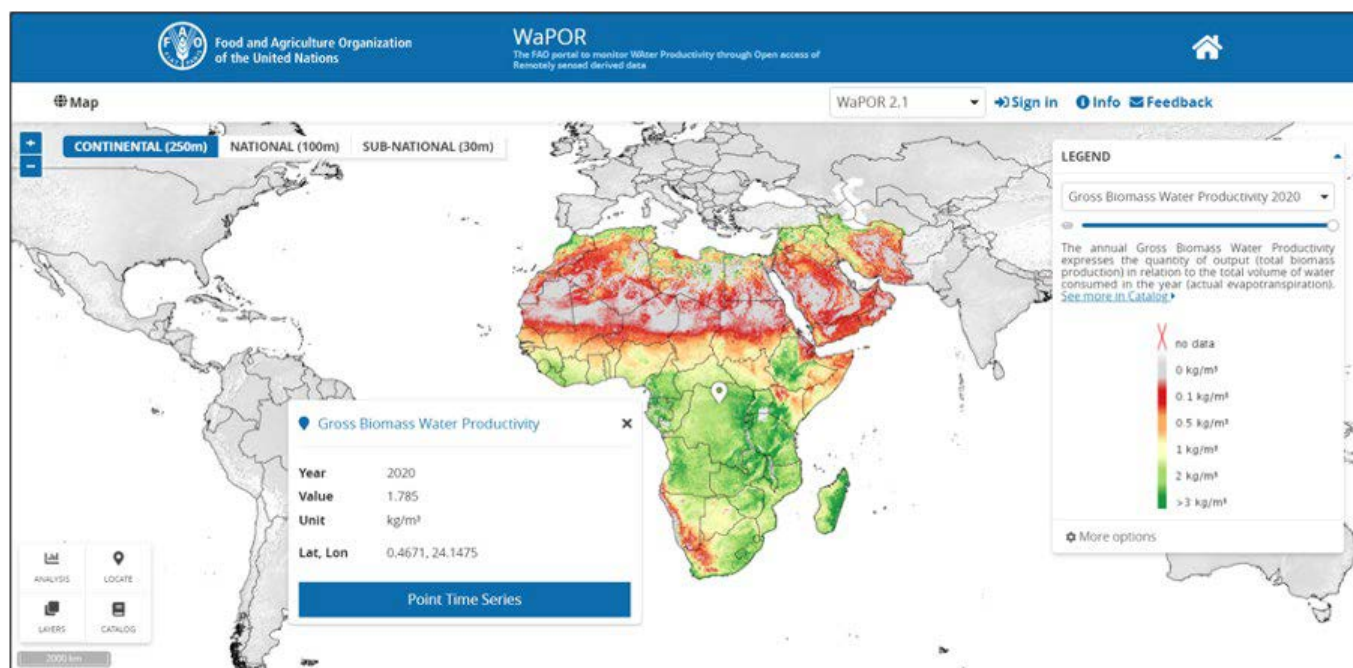 Food and Agriculture Organization
of the United Nations
WaPOR
The FAO portal to monitor WAter Productivity through Open access of
Remotely sensed derived data
Map
WaPOR 2.1
Sign in
Info
Feedback
+
−
CONTINENTAL (250m)
NATIONAL (100m)
SUB-NATIONAL (30m)
LEGEND
Gross Biomass Water Productivity 2020
The annual Gross Biomass Water Productivity
expresses the quantity of output (total biomass
production) in relation to the total volume of water
consumed in the year (actual evapotranspiration).
See more in Catalog
no data
0 kg/m³
0.1 kg/m³
0.5 kg/m³
1 kg/m³
2 kg/m³
>3 kg/m³
More options
Gross Biomass Water Productivity
Year 2020
Value 1.785
Unit kg/m³
Lat, Lon 0.4671, 24.1475
Point Time Series
ANALYSIS
LOCATE
LAYERS
CATALOG
2000 km